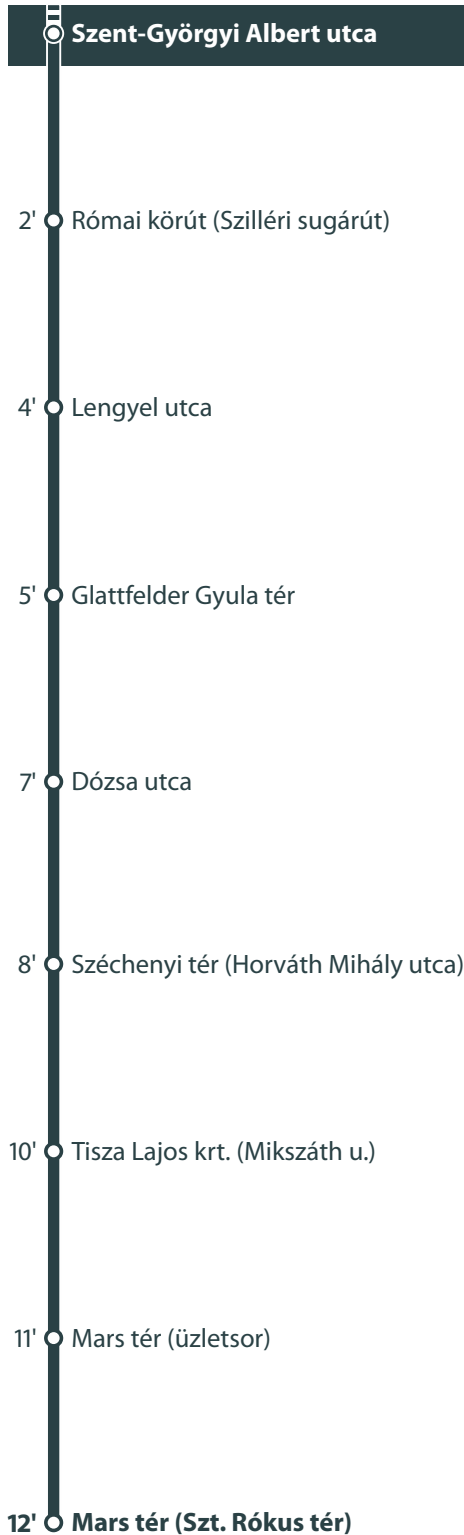 Szent-Györgyi Albert utca
2' Római körút (Szilléri sugárút)
4' Lengyel utca
5' Glattfelder Gyula tér
7' Dózsa utca
8' Széchenyi tér (Horváth Mihály utca)
10' Tisza Lajos krt. (Mikszáth u.)
11' Mars tér (üzletsor)
12' Mars tér (Szt. Rókus tér)